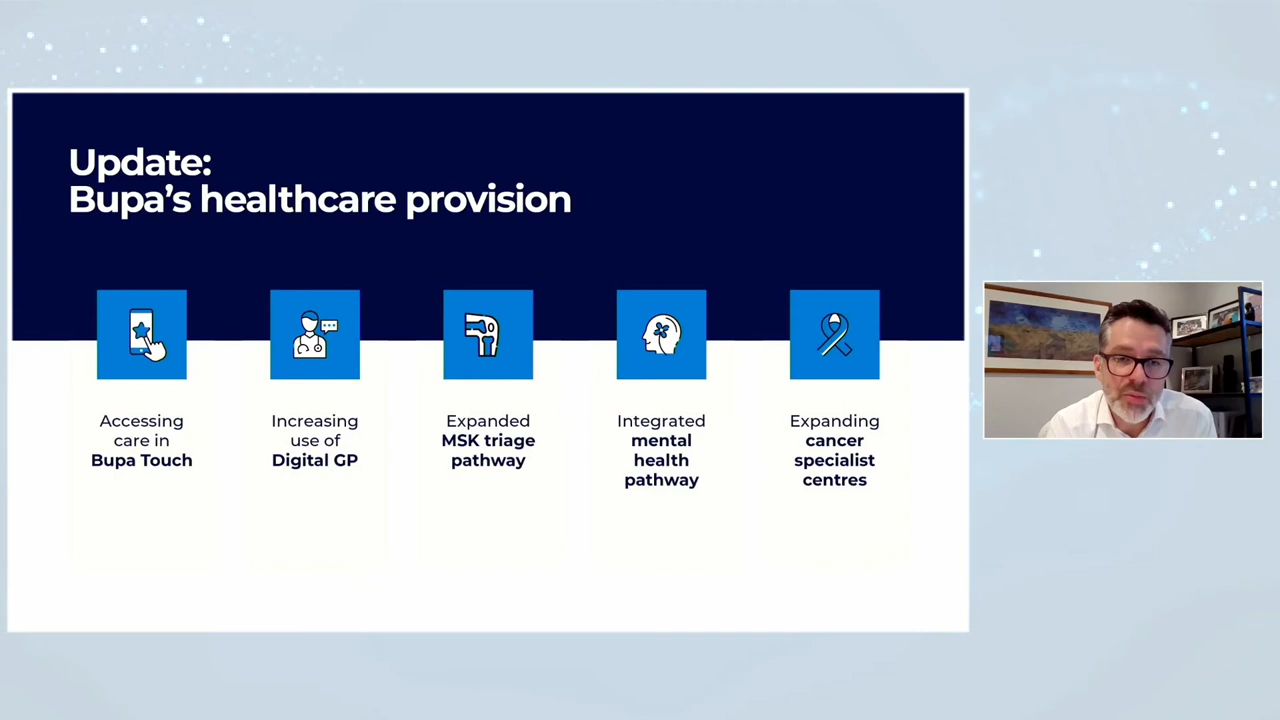 Update:
Bupa’s healthcare provision
Accessing
care in
Bupa Touch
Increasing
use of
Digital GP
Expanded
MSK triage
pathway
Integrated
mental
health
pathway
Expanding
cancer
specialist
centres